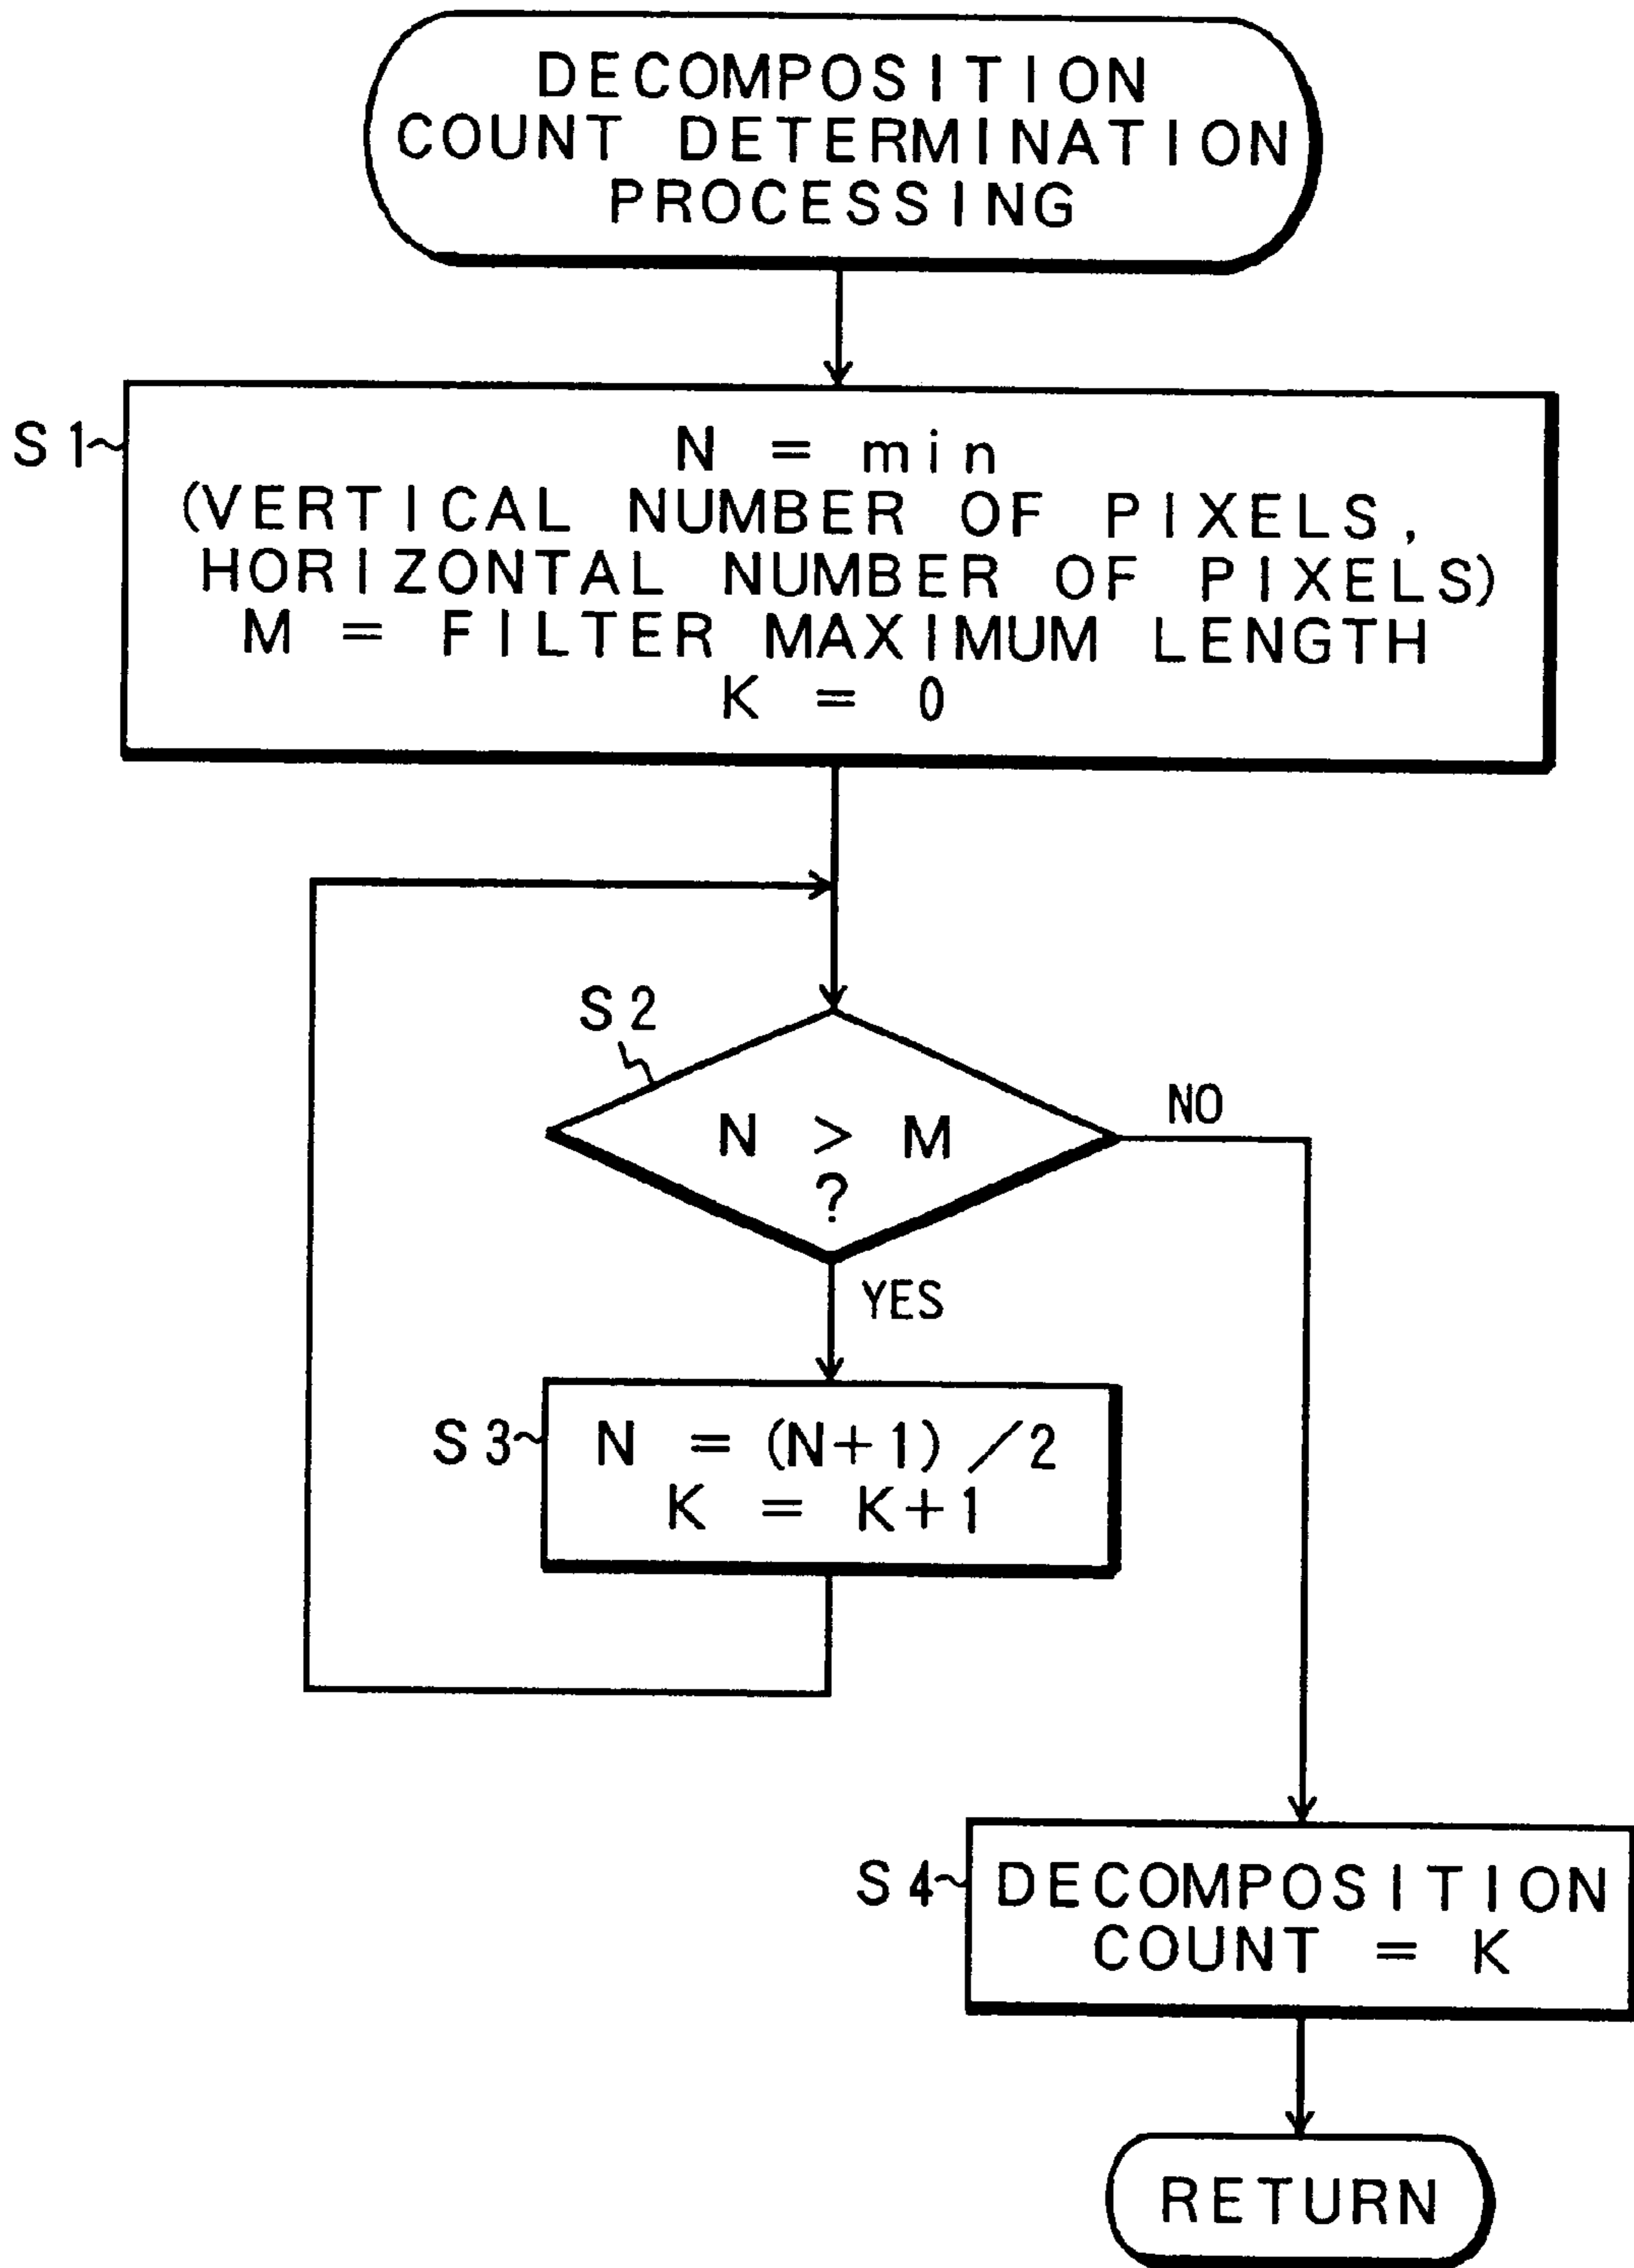 DECOMPOSITION
COUNT DETERMINATION
PROCESSING
S1
N = min
(VERTICAL NUMBER OF PIXELS,
HORIZONTAL NUMBER OF PIXELS)
M = FILTER MAXIMUM LENGTH
K = 0
S2
N > M
?
NO
YES
S3
N = (N+1)/2
K = K+1
S4
DECOMPOSITION
COUNT = K
RETURN